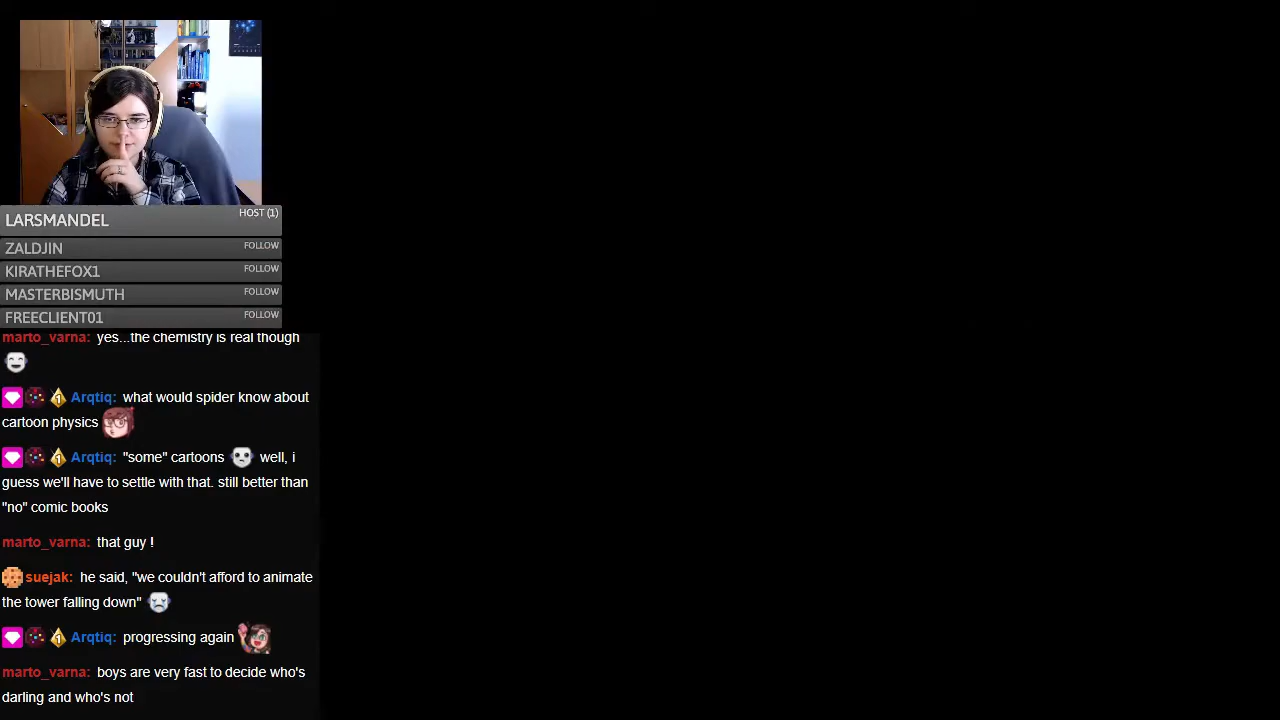 LARSMANDEL HOST (1)
ZALDJIN FOLLOW
KIRATHEFOX1 FOLLOW
MASTERBISMUTH FOLLOW
FREECLIENT01 FOLLOW
marto_varna: yes...the chemistry is real though
1 Arqtiq: what would spider know about
cartoon physics
1 Arqtiq: "some" cartoons well, i
guess we'll have to settle with that. still better than
"no" comic books
marto_varna: that guy !
suejak: he said, "we couldn't afford to animate
the tower falling down"
1 Arqtiq: progressing again
marto_varna: boys are very fast to decide who's
darling and who's not